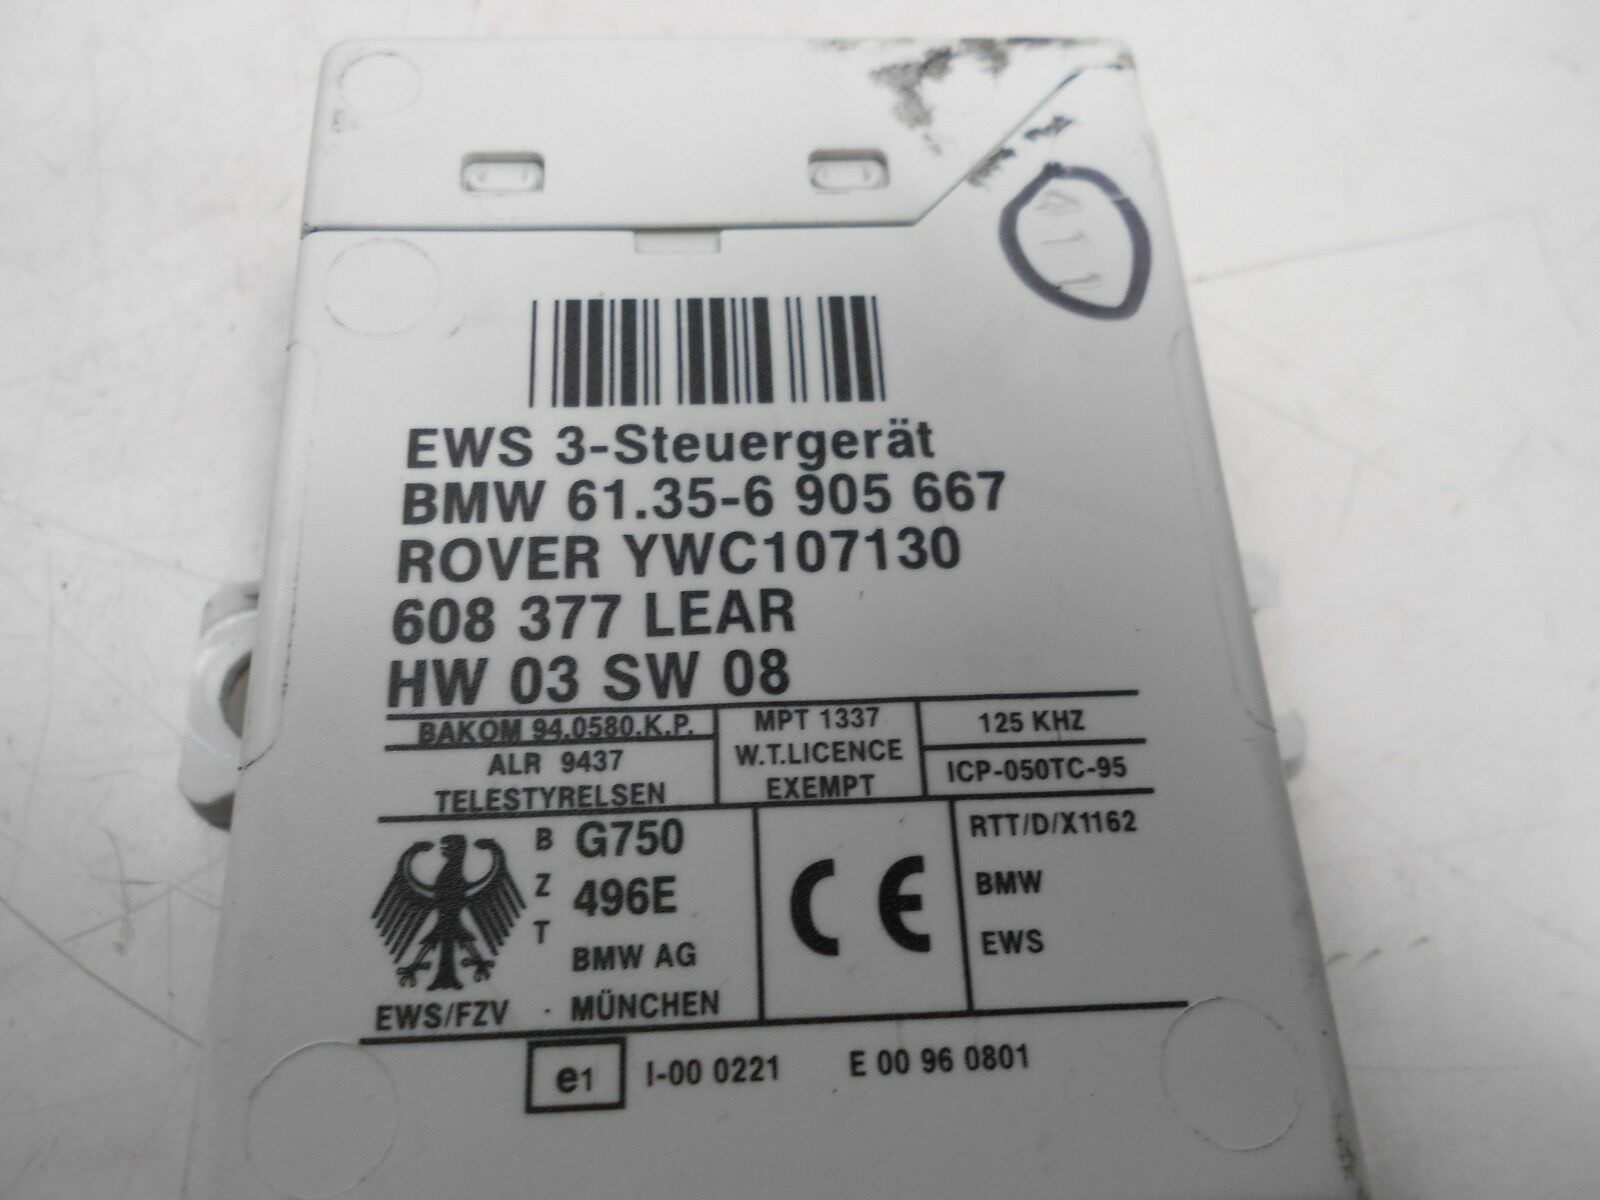 EWS 3-Steuergerät
BMW 61.35-6 905 667
ROVER YWC107130
608 377 LEAR
HW 03 SW 08
BAKOM 94.0580.K.P.
ALR 9437
TELESTYRELSEN
MPT 1337
W.T.LICENCE
EXEMPT
125 KHZ
ICP-050TC-95
BZT
G750
496E
BMW AG
MÜNCHEN
EWS/FZV
CE
RTT/D/X1162
BMW
EWS
e1 I-00 0221 E 00 96 0801